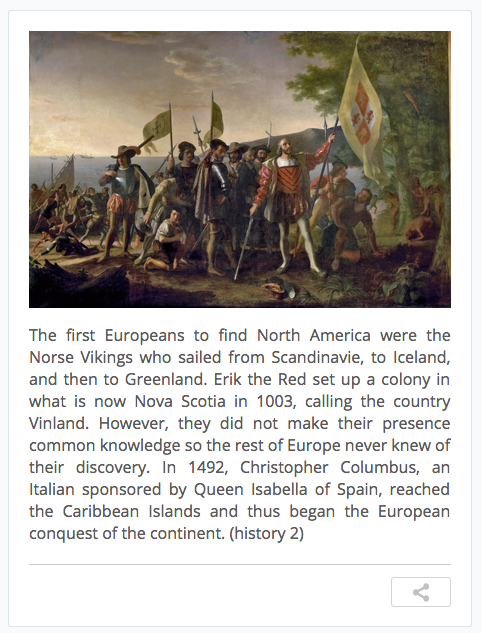 The first Europeans to find North America were the
Norse Vikings who sailed from Scandinavie, to Iceland,
and then to Greenland. Erik the Red set up a colony in
what is now Nova Scotia in 1003, calling the country
Vinland. However, they did not make their presence
common knowledge so the rest of Europe never knew of
their discovery. In 1492, Christopher Columbus, an
Italian sponsored by Queen Isabella of Spain, reached
the Caribbean Islands and thus began the European
conquest of the continent. (history 2)